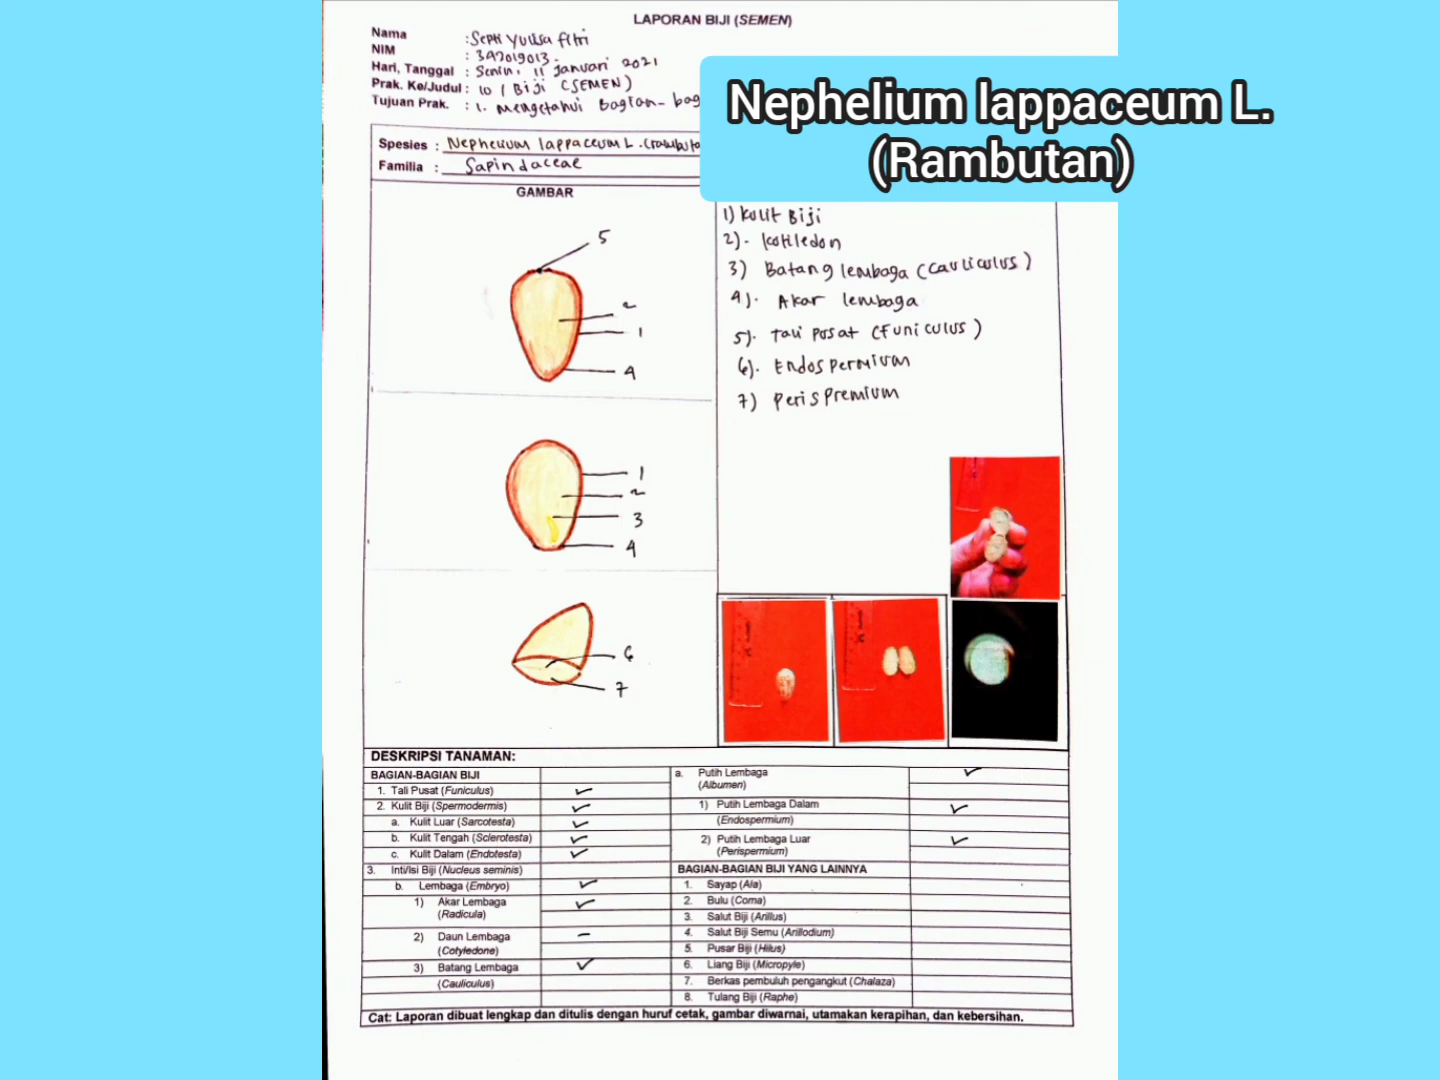 LAPORAN BIJI (SEMEN)
Nama : Septi Yulisa Fitri
NIM : 342019013
Hari, Tanggal : Senin, 11 Januari 2021
Prak. Ke/Judul : 10 / Biji (SEMEN)
Tujuan Prak. : 1. mengetahui Bagian-bag
Nephelium lappaceum L.
(Rambutan)
Spesies : Nephelium lappaceum L. (rambuta
Familia : Sapindaceae
GAMBAR
5
2
1
4
1
2
3
4
6
7
1) Kulit Biji
2). Kotiledon
3) Batang lembaga (Cauliculus)
4). Akar lembaga
5). Tali pusat (Funiculus)
6). Endospermium
7) Perispremium
DESKRIPSI TANAMAN:
BAGIAN-BAGIAN BIJI
1. Tali Pusat (Funiculus) ✓
2. Kulit Biji (Spermodermis) ✓
a. Kulit Luar (Sarcotesta) ✓
b. Kulit Tengah (Sclerotesta) ✓
c. Kulit Dalam (Endotesta) ✓
3. Inti/Isi Biji (Nucleus seminis)
b. Lembaga (Embryo) ✓
1) Akar Lembaga ✓
(Radicula)
2) Daun Lembaga –
(Cotyledone)
3) Batang Lembaga ✓
(Cauliculus)
a. Putih Lembaga ✓
(Albumen)
1) Putih Lembaga Dalam ✓
(Endospermium)
2) Putih Lembaga Luar ✓
(Perispermium)
BAGIAN-BAGIAN BIJI YANG LAINNYA
1. Sayap (Ala)
2. Bulu (Coma)
3. Salut Biji (Arillus)
4. Salut Biji Semu (Arillodium)
5. Pusar Biji (Hilus)
6. Liang Biji (Micropyle)
7. Berkas pembuluh pengangkut (Chalaza)
8. Tulang Biji (Raphe)
Cat: Laporan dibuat lengkap dan ditulis dengan huruf cetak, gambar diwarnai, utamakan kerapihan, dan kebersihan.